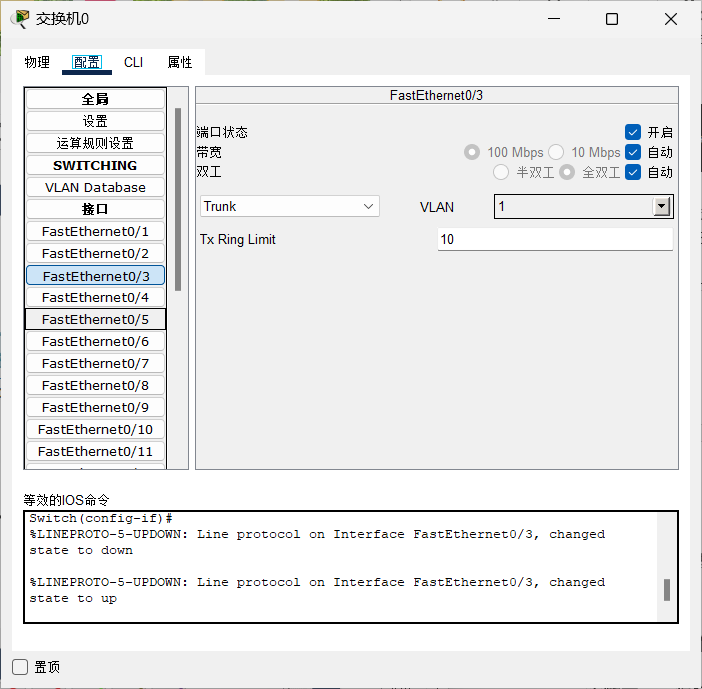 交换机0
物理 配置 CLI 属性
全局
设置
运算规则设置
SWITCHING
VLAN Database
接口
FastEthernet0/1
FastEthernet0/2
FastEthernet0/3
FastEthernet0/4
FastEthernet0/5
FastEthernet0/6
FastEthernet0/7
FastEthernet0/8
FastEthernet0/9
FastEthernet0/10
FastEthernet0/11
FastEthernet0/3
端口状态 开启
带宽 100 Mbps 10 Mbps 自动
双工 半双工 全双工 自动
Trunk VLAN 1
Tx Ring Limit 10
等效的IOS命令
Switch(config-if)#
%LINEPROTO-5-UPDOWN: Line protocol on Interface FastEthernet0/3, changed
state to down
%LINEPROTO-5-UPDOWN: Line protocol on Interface FastEthernet0/3, changed
state to up
置顶